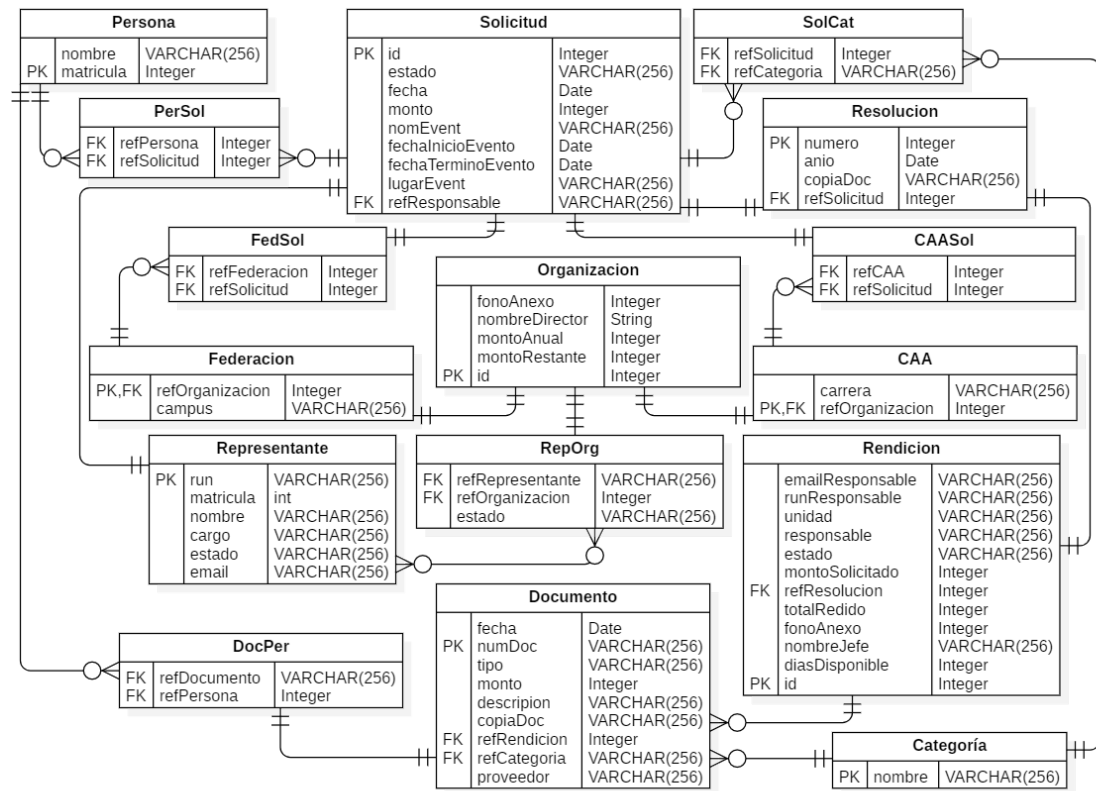 Persona
nombre VARCHAR(256)
PK matricula Integer
Solicitud
PK id Integer
estado VARCHAR(256)
fecha Date
monto Integer
nomEvent VARCHAR(256)
fechaInicioEvento Date
fechaTerminoEvento Date
lugarEvent VARCHAR(256)
FK refResponsable VARCHAR(256)
SolCat
FK refSolicitud Integer
FK refCategoria VARCHAR(256)
PerSol
FK refPersona Integer
FK refSolicitud Integer
Resolucion
PK numero Integer
anio Date
copiaDoc VARCHAR(256)
FK refSolicitud Integer
FedSol
FK refFederacion Integer
FK refSolicitud Integer
Organizacion
fonoAnexo Integer
nombreDirector String
montoAnual Integer
montoRestante Integer
PK id Integer
CAASol
FK refCAA Integer
FK refSolicitud Integer
Federacion
PK,FK refOrganizacion Integer
campus VARCHAR(256)
CAA
carrera VARCHAR(256)
PK,FK refOrganizacion Integer
Representante
PK run VARCHAR(256)
matricula int
nombre VARCHAR(256)
cargo VARCHAR(256)
estado VARCHAR(256)
email VARCHAR(256)
RepOrg
FK refRepresentante VARCHAR(256)
FK refOrganizacion Integer
estado VARCHAR(256)
Rendicion
emailResponsable VARCHAR(256)
runResponsable VARCHAR(256)
unidad VARCHAR(256)
responsable VARCHAR(256)
estado VARCHAR(256)
montoSolicitado Integer
FK refResolucion Integer
totalRedido Integer
fonoAnexo Integer
nombreJefe VARCHAR(256)
diasDisponible Integer
PK id Integer
Documento
fecha Date
PK numDoc VARCHAR(256)
tipo VARCHAR(256)
monto Integer
descripion VARCHAR(256)
copiaDoc VARCHAR(256)
FK refRendicion Integer
FK refCategoria VARCHAR(256)
proveedor VARCHAR(256)
DocPer
FK refDocumento VARCHAR(256)
FK refPersona Integer
Categoría
PK nombre VARCHAR(256)